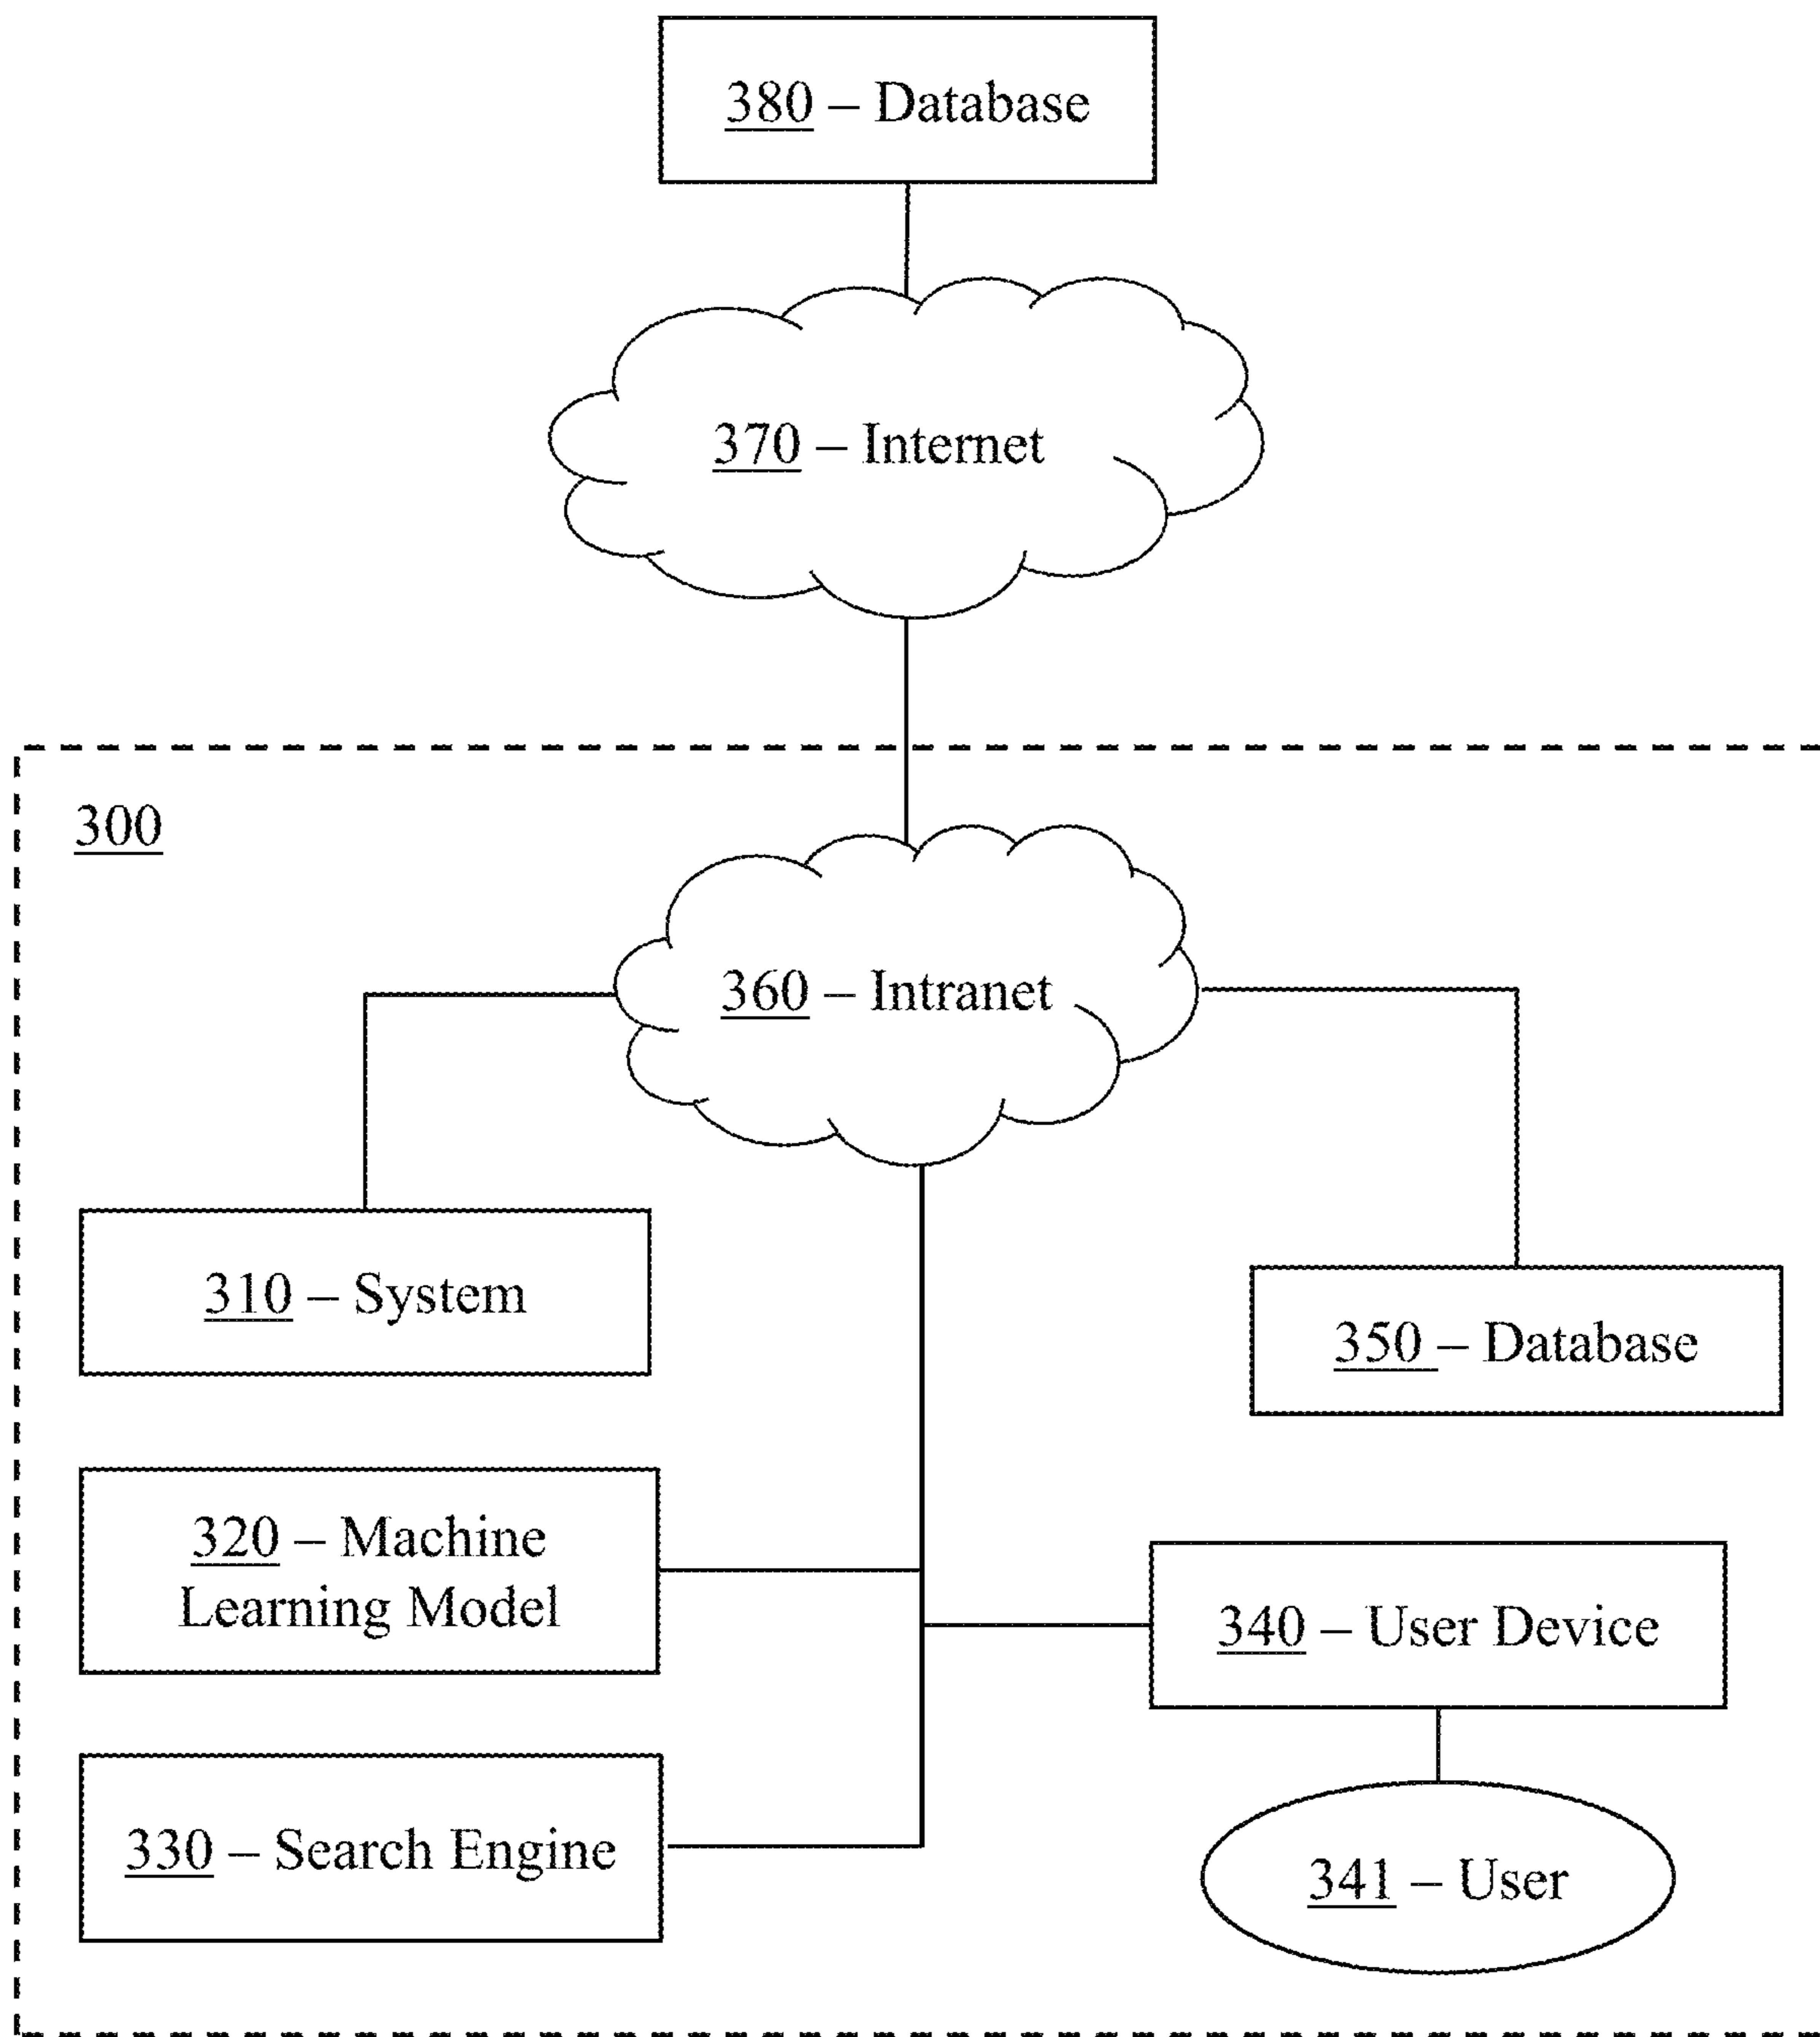 380 – Database
370 – Internet
300
360 – Intranet
310 – System
350 – Database
320 – Machine
Learning Model
340 – User Device
330 – Search Engine
341 – User